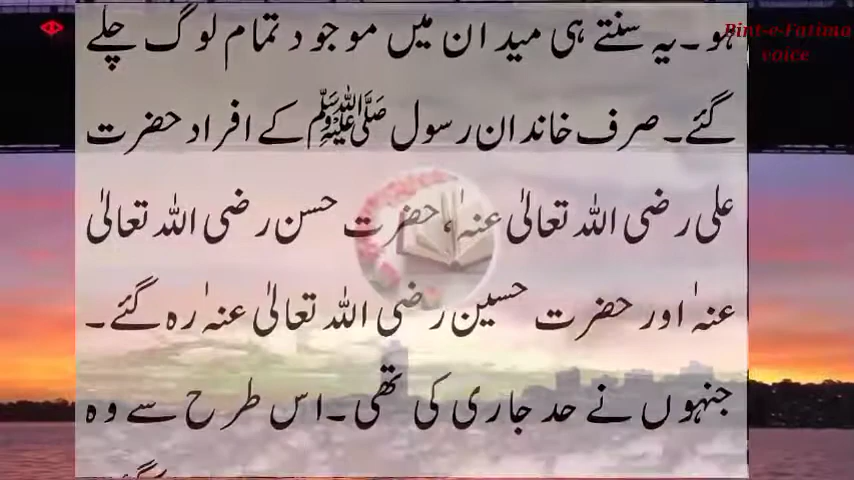 ہو۔یہ سنتے ہی میدان میں موجود تمام لوگ چلے
گئے۔صرف خاندان رسول ﷺ کے افراد حضرت
علی رضی اللہ تعالیٰ عنہٰ،حضرت حسن رضی اللہ تعالیٰ
عنہٰ اور حضرت حسین رضی اللہ تعالیٰ عنہٰ رہ گئے۔
جنہوں نے حد جاری کی تھی۔اس طرح سے وہ
Bint-e-Fatima
voice